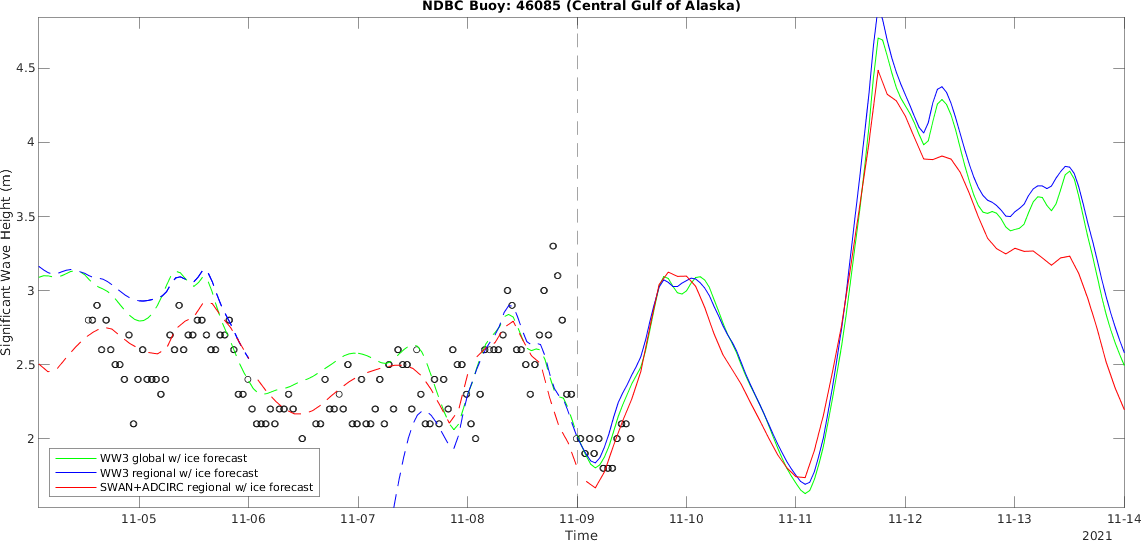 NDBC Buoy: 46085 (Central Gulf of Alaska)
Significant Wave Height (m)
4.5
4
3.5
3
2.5
2
WW3 global w/ ice forecast
WW3 regional w/ ice forecast
SWAN+ADCIRC regional w/ ice forecast
11-05 11-06 11-07 11-08 11-09 11-10 11-11 11-12 11-13 11-14
Time
2021